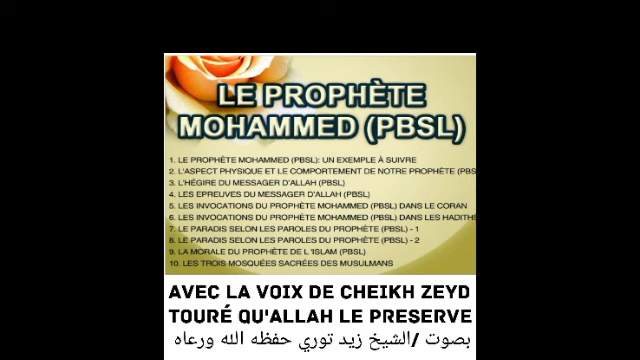 LE PROPHÈTE
MOHAMMED (PBSL)
1. LE PROPHÈTE MOHAMMED (PBSL): UN EXEMPLE À SUIVRE
2. L'ASPECT PHYSIQUE ET LE COMPORTEMENT DE NOTRE PROPHÈTE (PBS
3. L'HÉGIRE DU MESSAGER D'ALLAH (PBSL)
4. LES EPREUVES DU MESSAGER D'ALLAH (PBSL)
5. LES INVOCATIONS DU PROPHÈTE MOHAMMED (PBSL) DANS LE CORAN
6. LES INVOCATIONS DU PROPHÈTE MOHAMMED (PBSL) DANS LES HADITHS
7. LE PARADIS SELON LES PAROLES DU PROPHÈTE (PBSL) - 1
8. LE PARADIS SELON LES PAROLES DU PROPHÈTE (PBSL) - 2
9. LA MORALE DU PROPHÈTE DE L 'ISLAM (PBSL)
10. LES TROIS MOSQUÉES SACRÉES DES MUSULMANS
AVEC LA VOIX DE CHEIKH ZEYD
TOURÉ QU'ALLAH LE PRESERVE
بصوت /الشيخ زيد توري حفظه الله ورعاه